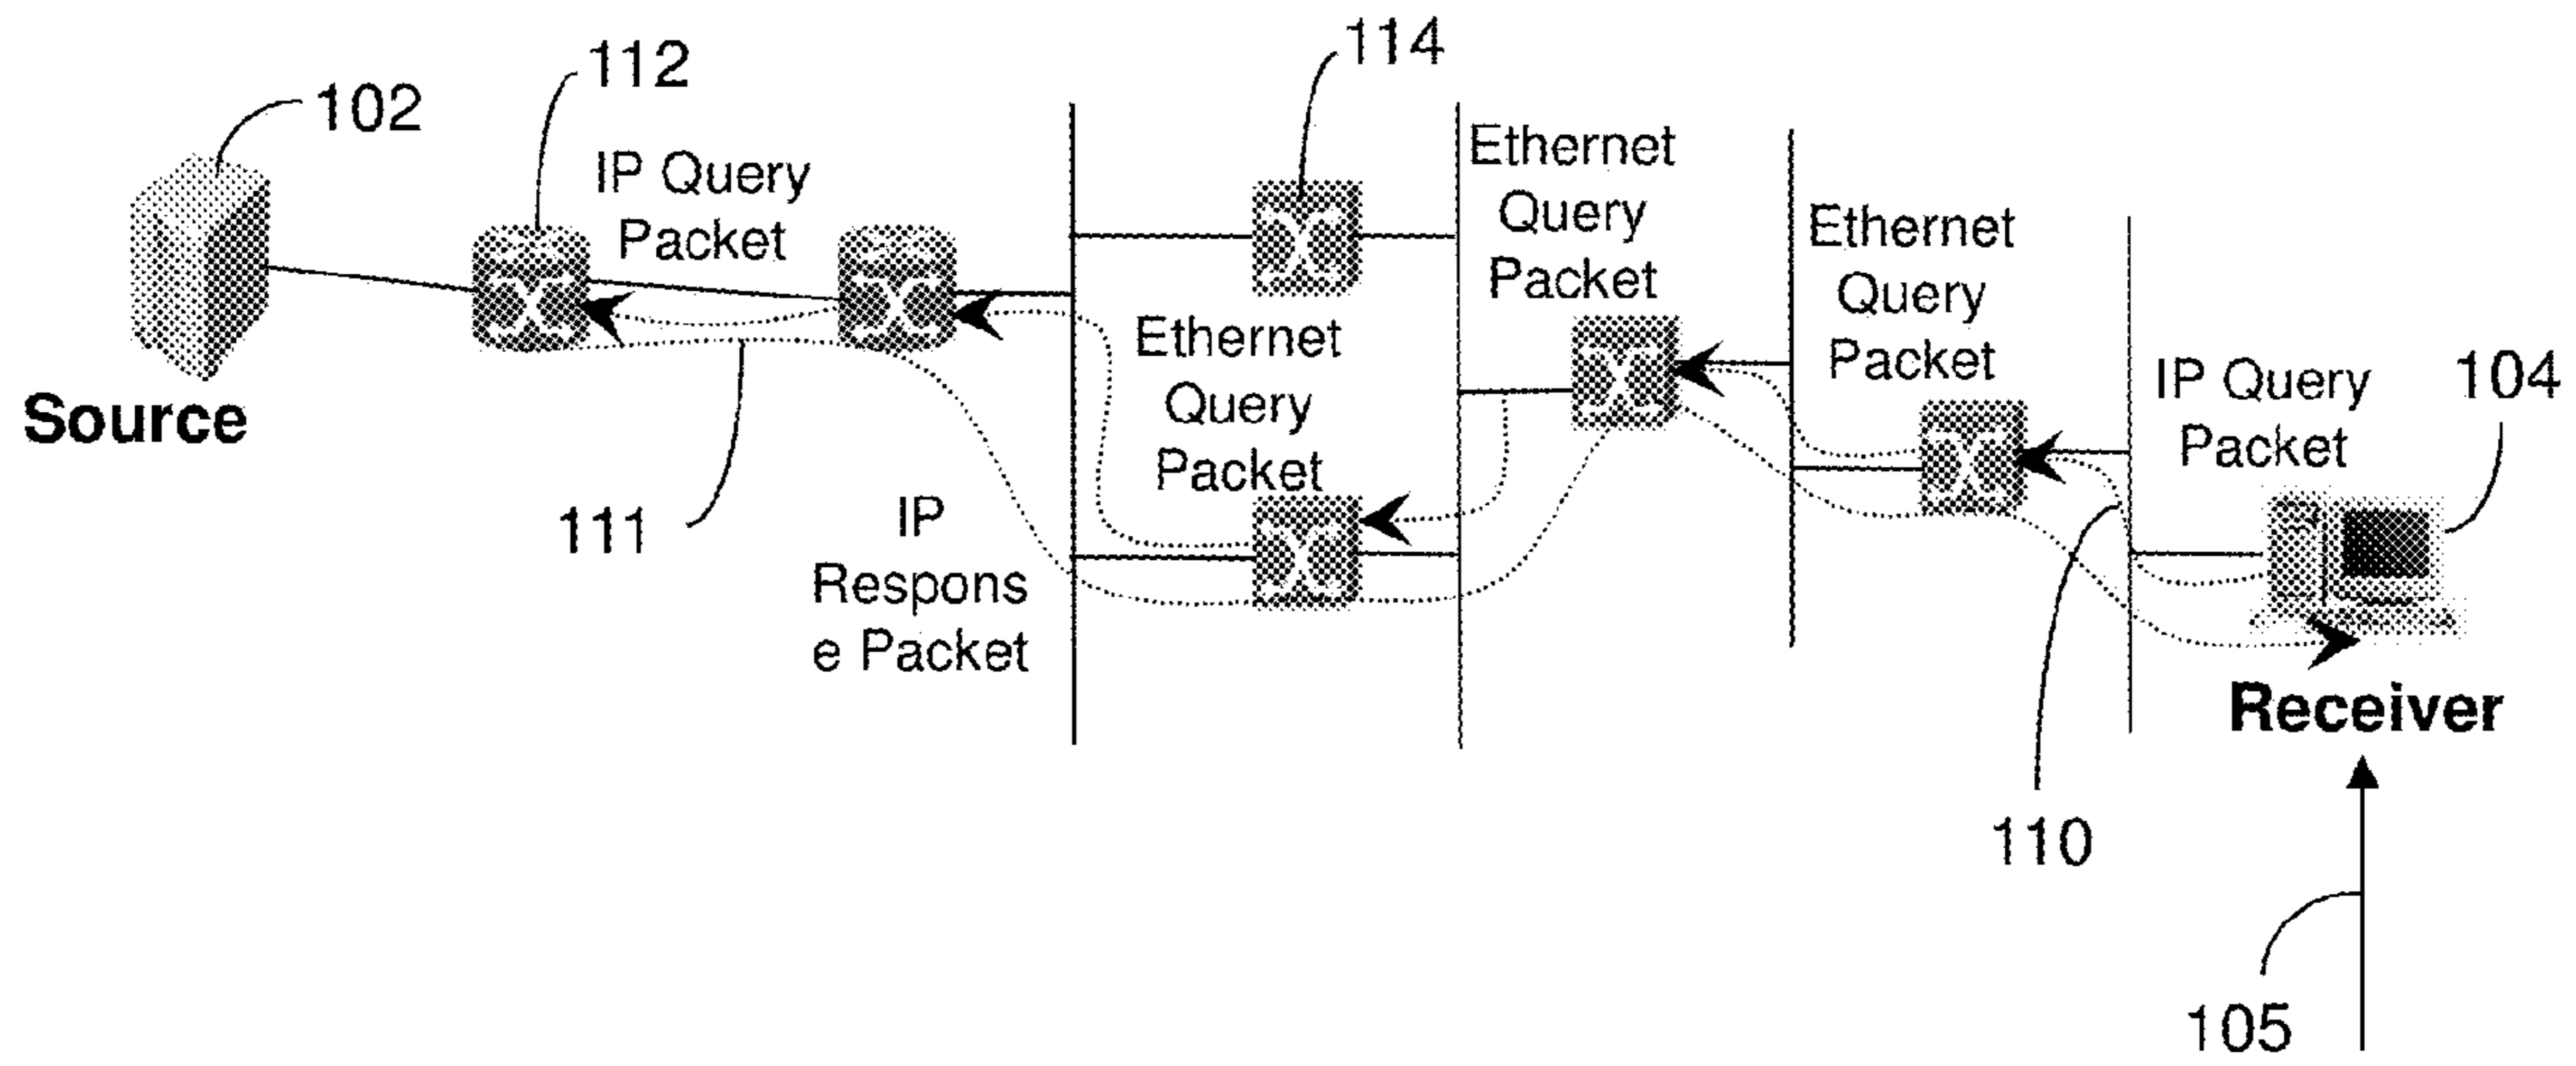 102
112
114
IP Query
Packet
Ethernet
Query
Packet
Ethernet
Query
Packet
Ethernet
Query
Packet
IP Query
Packet
104
Source
111
IP
Respons
e Packet
Receiver
110
105